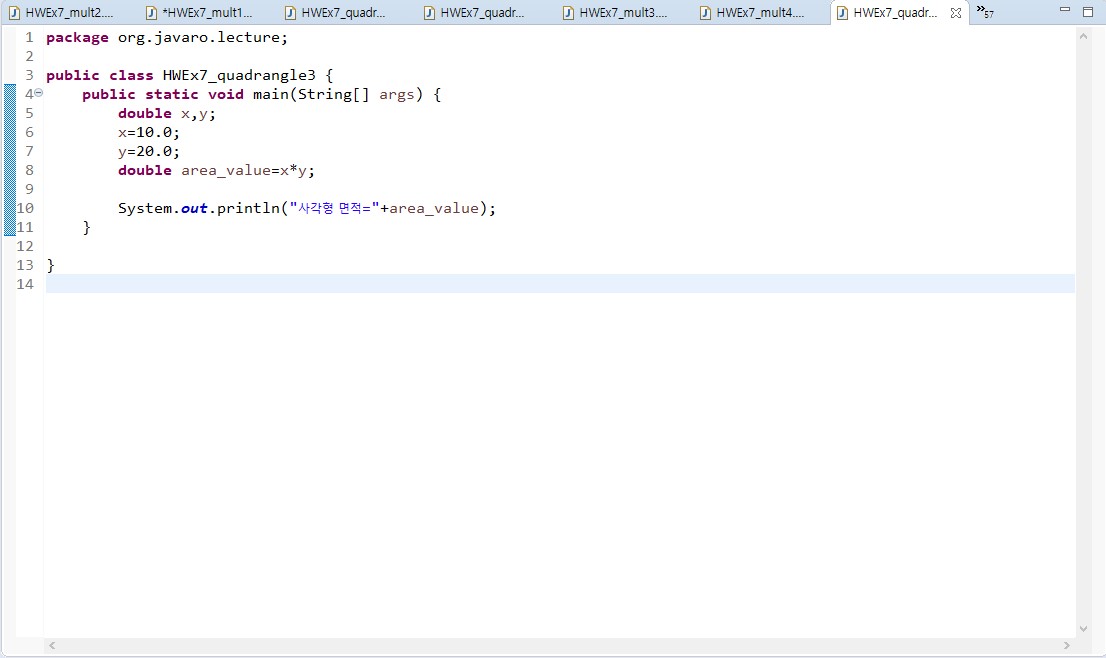 HWEx7_mult2.... *HWEx7_mult1... HWEx7_quadr... HWEx7_quadr... HWEx7_mult3.... HWEx7_mult4.... HWEx7_quadr... »57
1 package org.javaro.lecture;
2
3 public class HWEx7_quadrangle3 {
4 public static void main(String[] args) {
5 double x,y;
6 x=10.0;
7 y=20.0;
8 double area_value=x*y;
9
10 System.out.println("사각형 면적="+area_value);
11 }
12
13 }
14